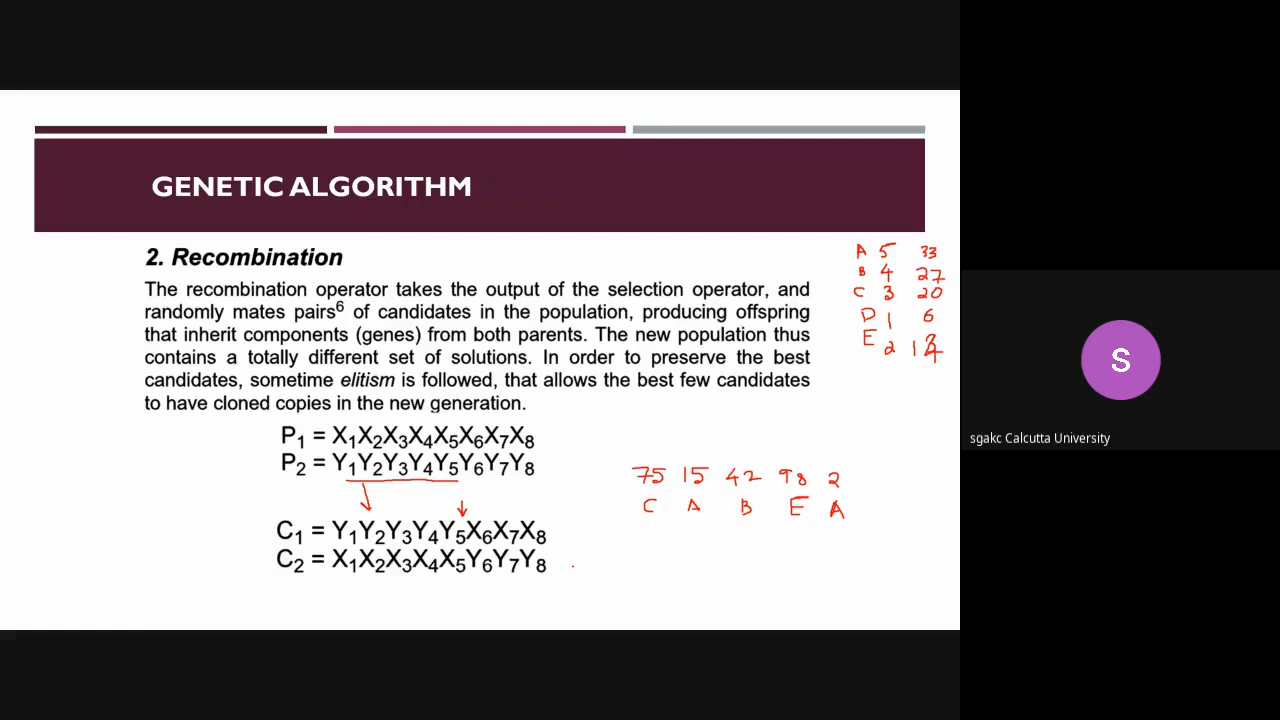 GENETIC ALGORITHM
2. Recombination
The recombination operator takes the output of the selection operator, and
randomly mates pairs⁶ of candidates in the population, producing offspring
that inherit components (genes) from both parents. The new population thus
contains a totally different set of solutions. In order to preserve the best
candidates, sometime elitism is followed, that allows the best few candidates
to have cloned copies in the new generation.
P₁ = X₁X₂X₃X₄X₅X₆X₇X₈
P₂ = Y₁Y₂Y₃Y₄Y₅Y₆Y₇Y₈
C₁ = Y₁Y₂Y₃Y₄Y₅X₆X₇X₈
C₂ = X₁X₂X₃X₄X₅Y₆Y₇Y₈
A 5 33
B 4 27
C 3 20
D 1 6
E 2 14
75 15 42 98 2
C A B E A
S
sgakc Calcutta University